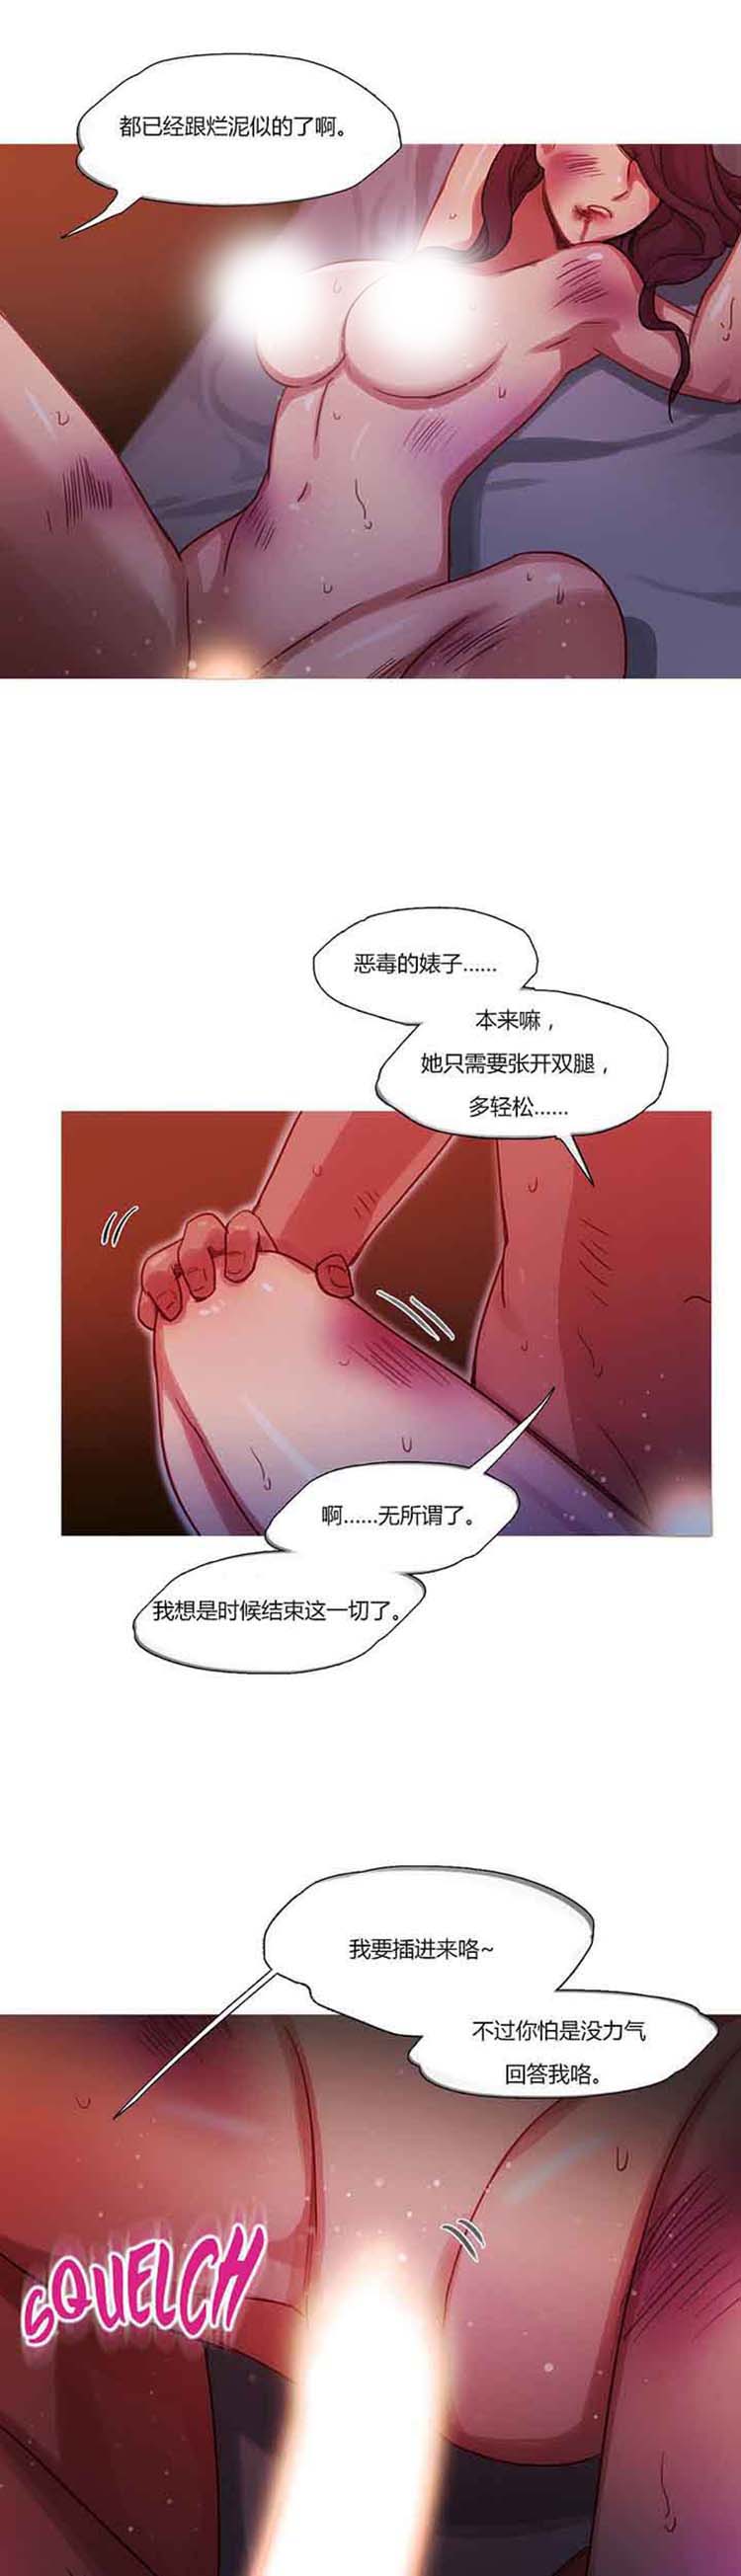 都已经跟烂泥似的了啊。
恶毒的婊子……
本来嘛，
她只需要张开双腿，
多轻松……
啊……无所谓了。
我想是时候结束这一切了。
我要插进来咯~
不过你怕是没力气
回答我咯。
SQUELCH